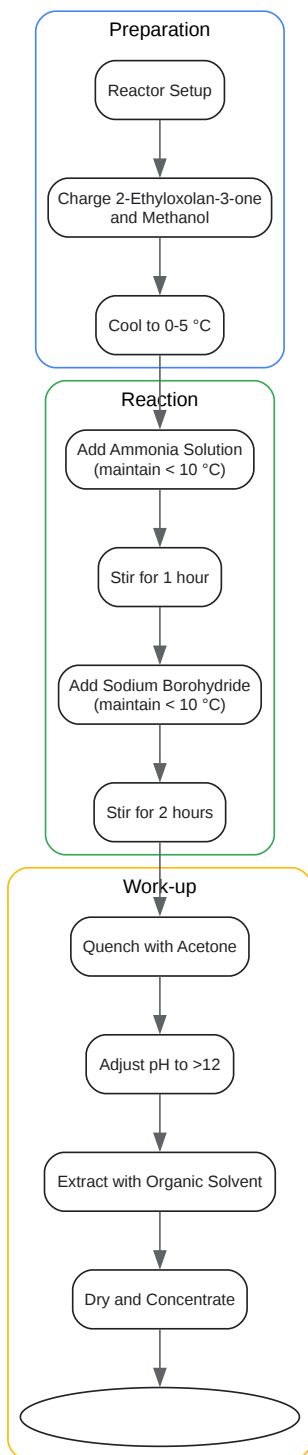 Preparation
Reactor Setup
Charge 2-Ethyloxolan-3-one
and Methanol
Cool to 0-5 °C
Reaction
Add Ammonia Solution
(maintain < 10 °C)
Stir for 1 hour
Add Sodium Borohydride
(maintain < 10 °C)
Stir for 2 hours
Work-up
Quench with Acetone
Adjust pH to >12
Extract with Organic Solvent
Dry and Concentrate